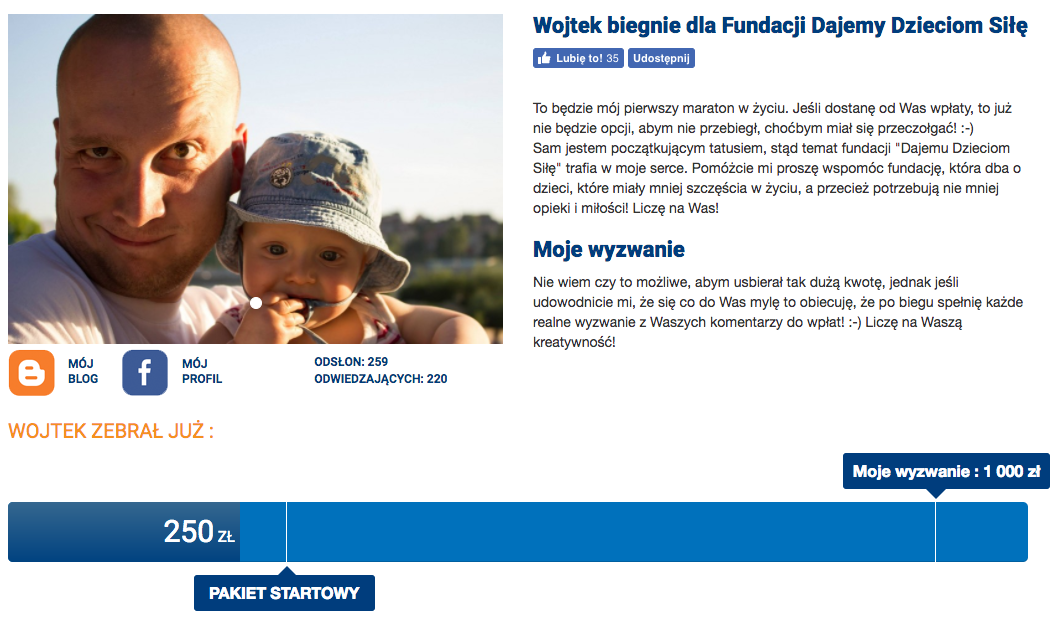 Wojtek biegnie dla Fundacji Dajemy Dzieciom Siłę
Lubię to! 35 Udostępnij
To będzie mój pierwszy maraton w życiu. Jeśli dostanę od Was wpłaty, to już
nie będzie opcji, abym nie przebiegł, choćbym miał się przeczołgać! :-)
Sam jestem początkującym tatusiem, stąd temat fundacji "Dajemu Dzieciom
Siłę" trafia w moje serce. Pomóżcie mi proszę wspomóc fundację, która dba o
dzieci, które miały mniej szczęścia w życiu, a przecież potrzebują nie mniej
opieki i miłości! Liczę na Was!
Moje wyzwanie
Nie wiem czy to możliwe, abym usbierał tak dużą kwotę, jednak jeśli
udowodnicie mi, że się co do Was mylę to obiecuję, że po biegu spełnię każde
realne wyzwanie z Waszych komentarzy do wpłat! :-) Liczę na Waszą
kreatywność!
MÓJ
BLOG
MÓJ
PROFIL
ODSŁON: 259
ODWIEDZAJĄCYCH: 220
WOJTEK ZEBRAŁ JUŻ :
Moje wyzwanie : 1 000 zł
250 ZŁ
PAKIET STARTOWY